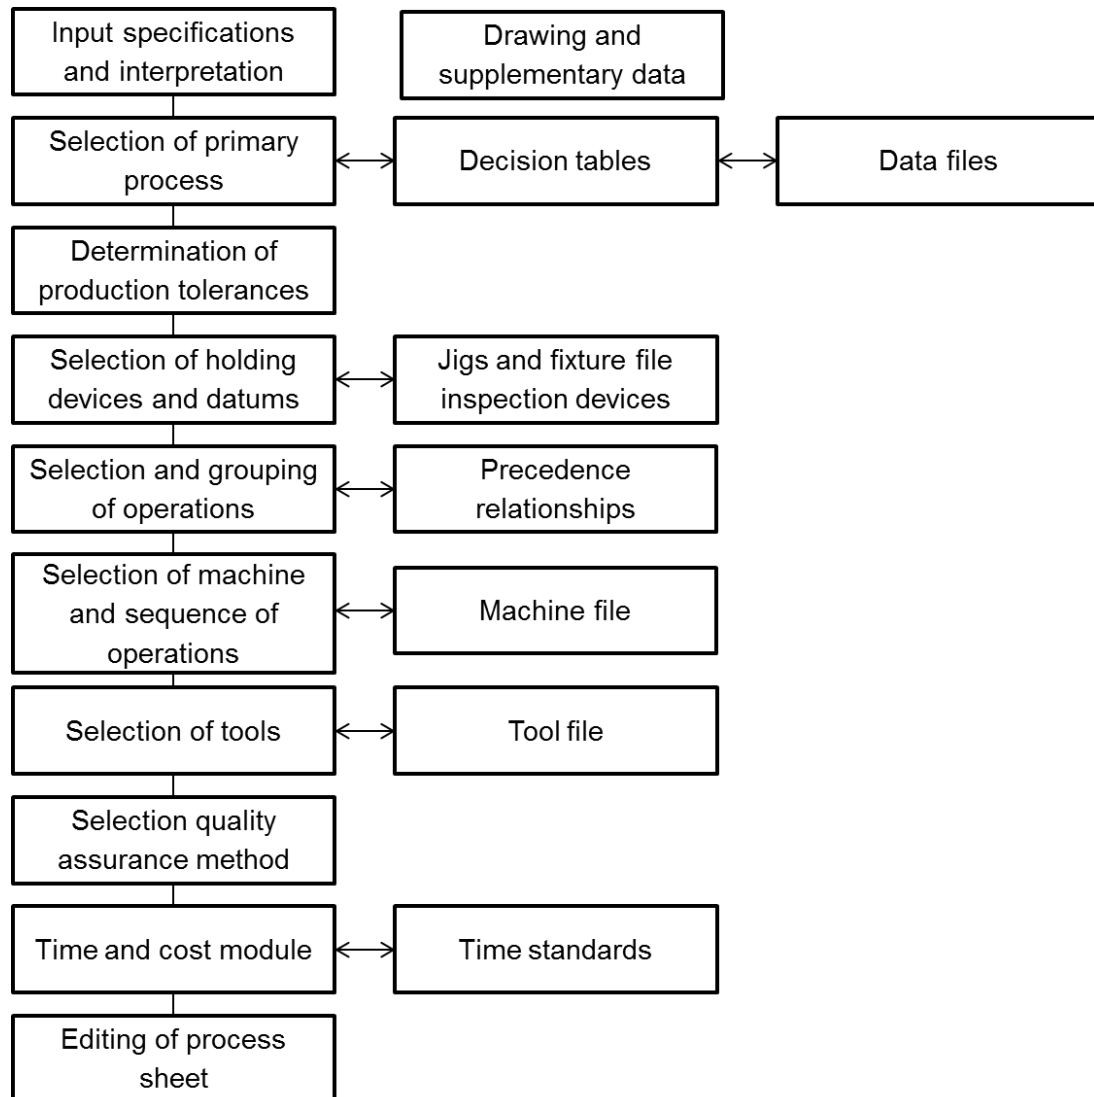 Input specifications
and interpretation
Drawing and
supplementary data
Selection of primary
process
Decision tables
Data files
Determination of
production tolerances
Selection of holding
devices and datums
Jigs and fixture file
inspection devices
Selection and grouping
of operations
Precedence
relationships
Selection of machine
and sequence of
operations
Machine file
Selection of tools
Tool file
Selection quality
assurance method
Time and cost module
Time standards
Editing of process
sheet